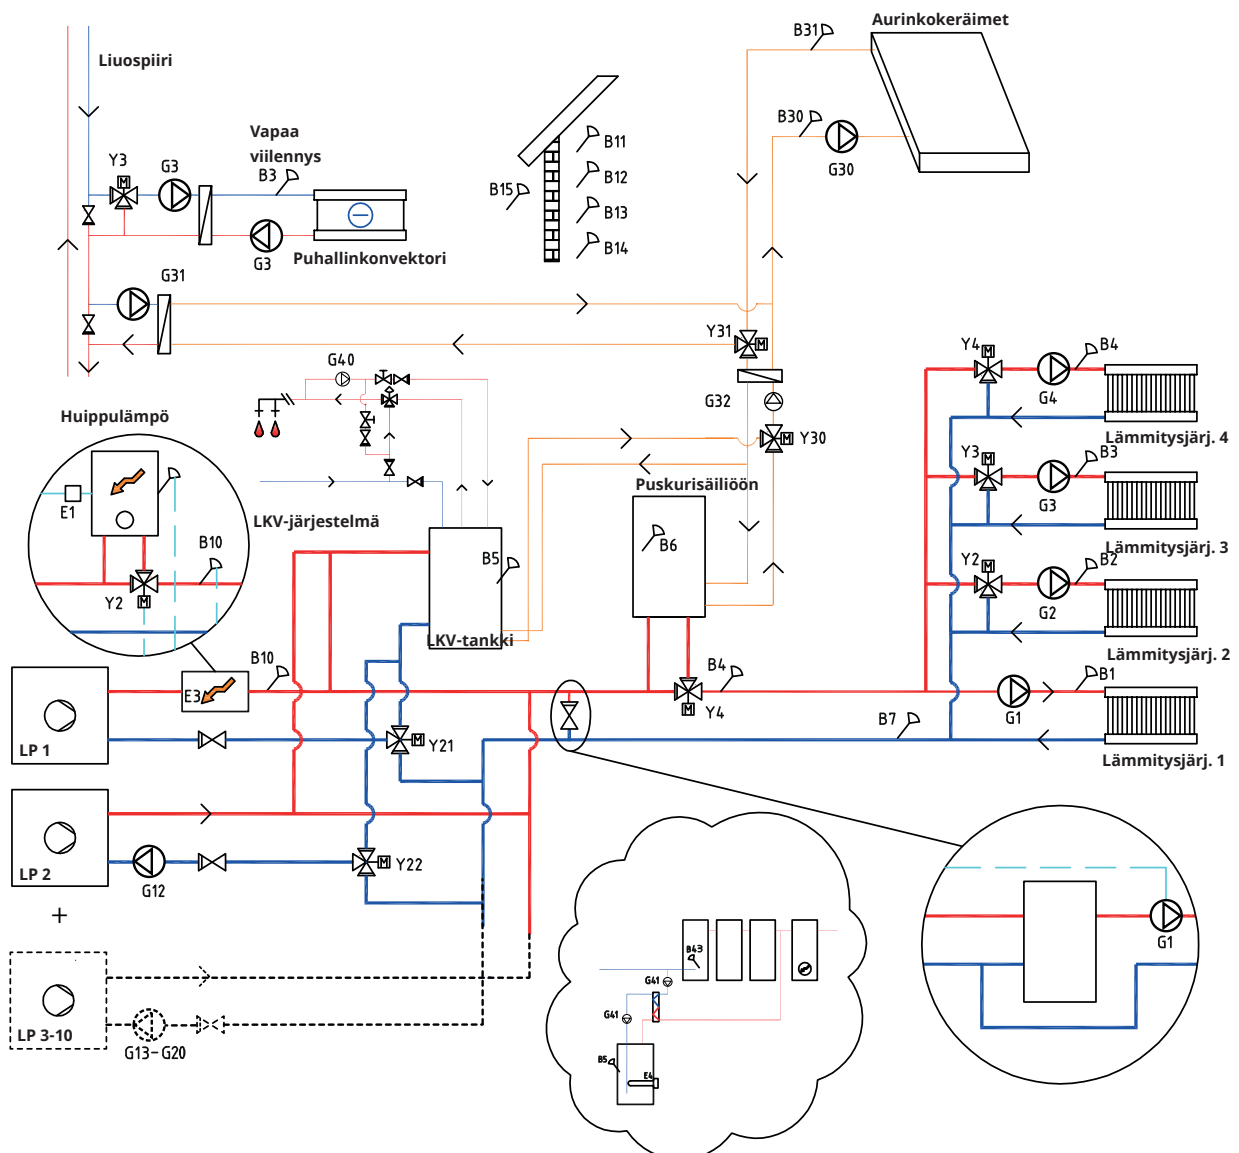 Aurinkokeräimet
B31
Liuospiiri
B30
G30
Vapaa
viilennys
Y3
G3
B3
B11
B12
B15
B13
B14
G3
Puhallinkonvektori
G31
Y31
G40
G32
Y30
Y4
B4
G4
Lämmitysjärj. 4
Y3
B3
G3
Lämmitysjärj. 3
Y2
B2
G2
Lämmitysjärj. 2
B1
G1
Lämmitysjärj. 1
Huippulämpö
E1
B10
Y2
M
LKV-järjestelmä
B5
LKV-tankki
Puskurisäiliöön
B6
B10
E3
LP 1
Y21
B4
Y4
B7
LP 2
G12
Y22
+
LP 3-10
G13-G20
B43
G41
G41
B5
E4
G1
M
M
M
M
M
M
M
M
M